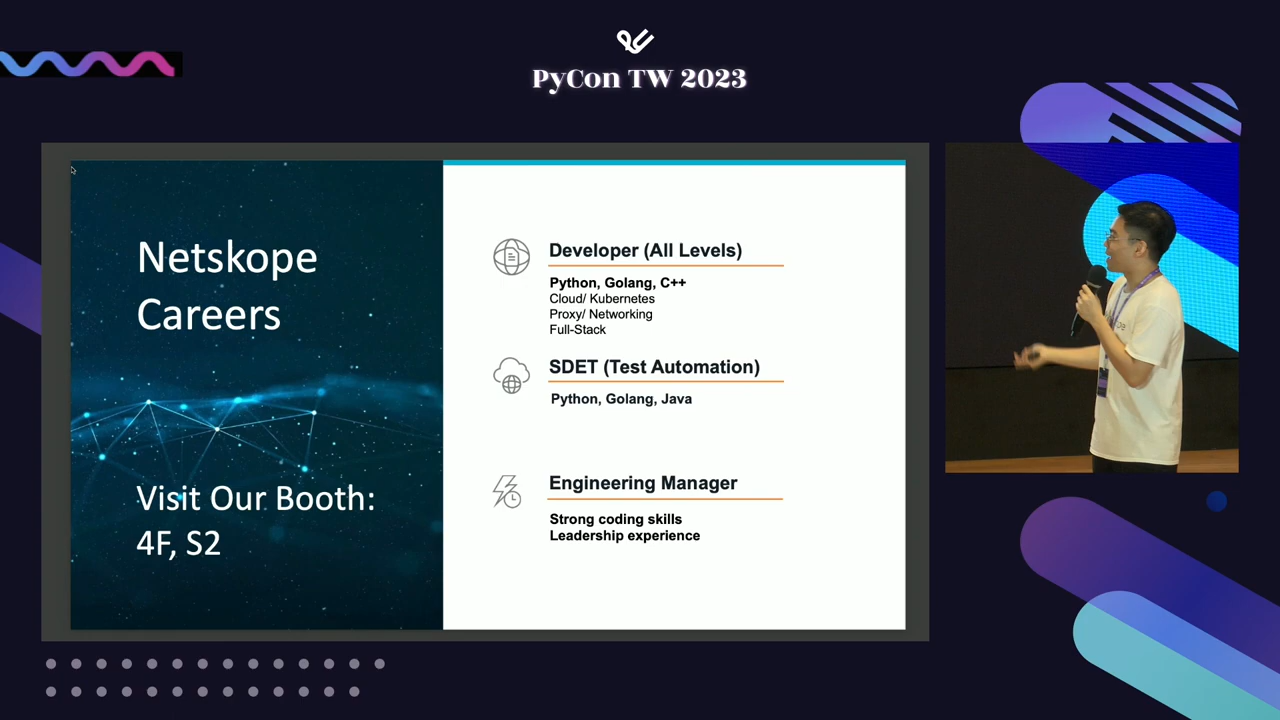 PyCon TW 2023
Netskope
Careers
Visit Our Booth:
4F, S2
Developer (All Levels)
Python, Golang, C++
Cloud/ Kubernetes
Proxy/ Networking
Full-Stack
SDET (Test Automation)
Python, Golang, Java
Engineering Manager
Strong coding skills
Leadership experience